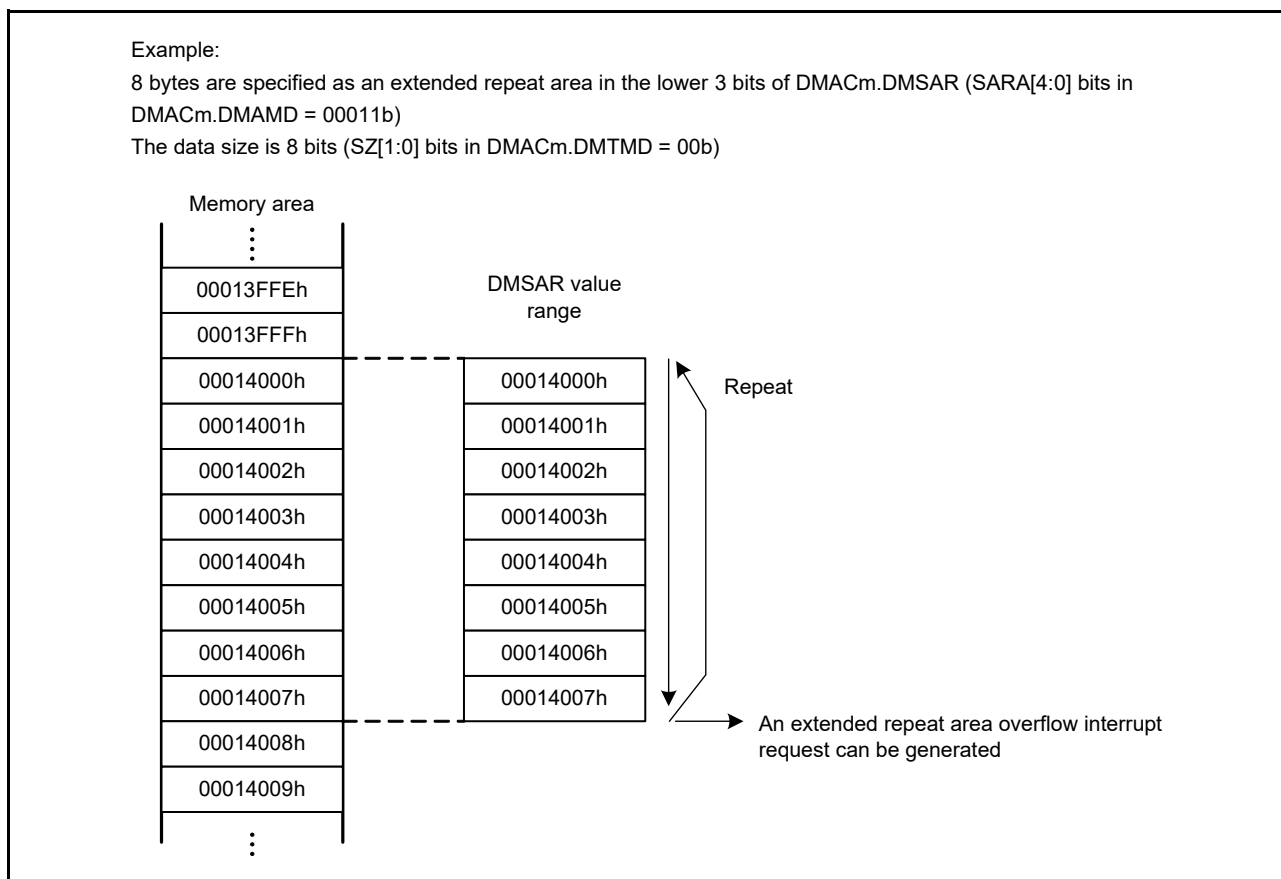 Example:
8 bytes are specified as an extended repeat area in the lower 3 bits of DMACm.DMSAR (SARA[4:0] bits in
DMACm.DMAMD = 00011b)
The data size is 8 bits (SZ[1:0] bits in DMACm.DMTMD = 00b)
Memory area
00013FFEh
00013FFFh
00014000h
00014001h
00014002h
00014003h
00014004h
00014005h
00014006h
00014007h
00014008h
00014009h
DMSAR value
range
00014000h
00014001h
00014002h
00014003h
00014004h
00014005h
00014006h
00014007h
Repeat
An extended repeat area overflow interrupt
request can be generated